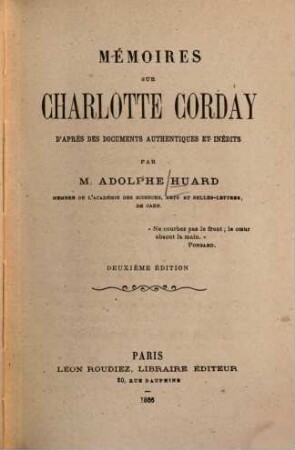 MÉMOIRES
SUR
CHARLOTTE CORDAY
D'APRÈS DES DOCUMENTS AUTHENTIQUES ET INÉDITS
PAR
M. ADOLPHE HUARD
MEMBRE DE L'ACADÉMIE DES SCIENCES, ARTS ET BELLES-LETTRES,
DE CAEN.
« Ne courbez pas le front ; le cœur
absout la main. »
PONSARD.
DEUXIÈME ÉDITION
PARIS
LÉON ROUDIEZ, LIBRAIRE ÉDITEUR
50, RUE DAUPHINE
1866